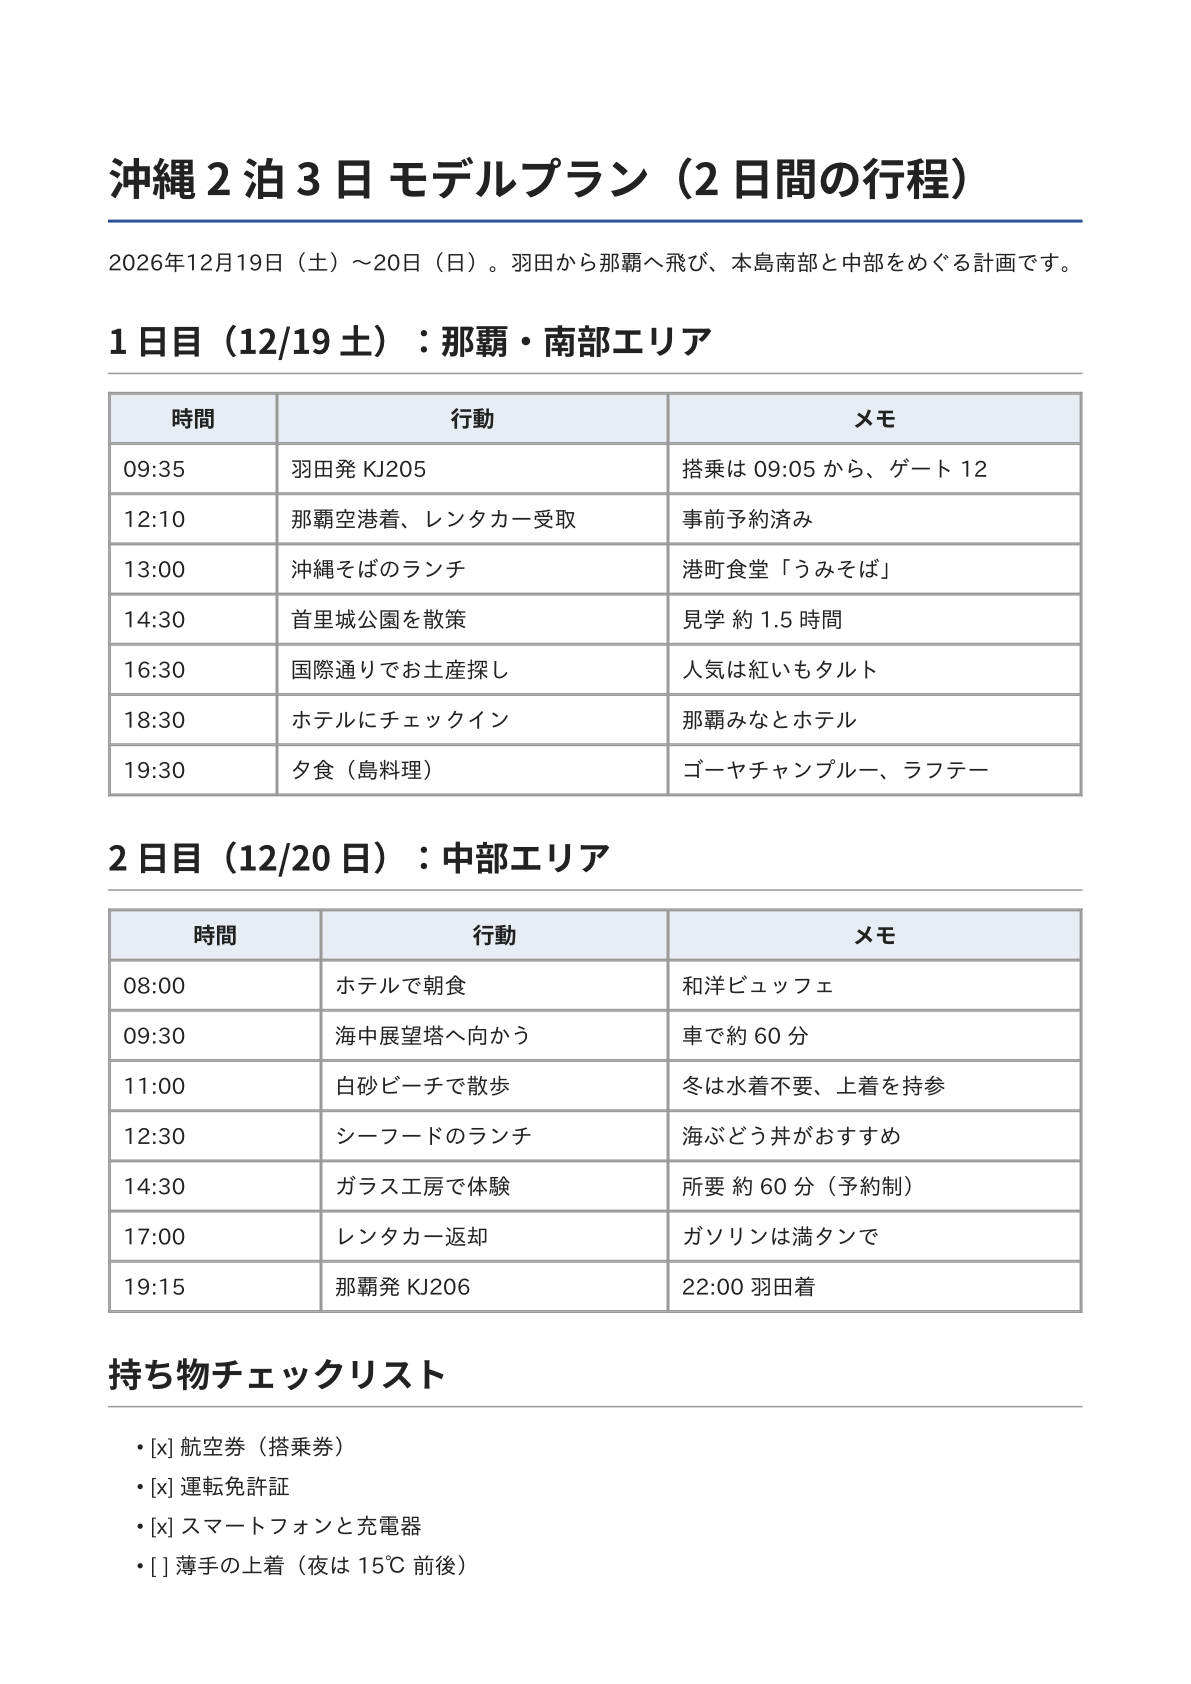 沖縄 2 泊 3 日 モデルプラン（2 日間の行程）
2026年12月19日（土）〜20日（日）。羽田から那覇へ飛び、本島南部と中部をめぐる計画です。
1 日目（12/19 土）：那覇・南部エリア
時間 行動 メモ
09:35 羽田発 KJ205 搭乗は 09:05 から、ゲート 12
12:10 那覇空港着、レンタカー受取 事前予約済み
13:00 沖縄そばのランチ 港町食堂「うみそば」
14:30 首里城公園を散策 見学 約 1.5 時間
16:30 国際通りでお土産探し 人気は紅いもタルト
18:30 ホテルにチェックイン 那覇みなとホテル
19:30 夕食（島料理） ゴーヤチャンプルー、ラフテー
2 日目（12/20 日）：中部エリア
時間 行動 メモ
08:00 ホテルで朝食 和洋ビュッフェ
09:30 海中展望塔へ向かう 車で約 60 分
11:00 白砂ビーチで散歩 冬は水着不要、上着を持参
12:30 シーフードのランチ 海ぶどう丼がおすすめ
14:30 ガラス工房で体験 所要 約 60 分（予約制）
17:00 レンタカー返却 ガソリンは満タンで
19:15 那覇発 KJ206 22:00 羽田着
持ち物チェックリスト
• [x] 航空券（搭乗券）
• [x] 運転免許証
• [x] スマートフォンと充電器
• [ ] 薄手の上着（夜は 15℃ 前後）